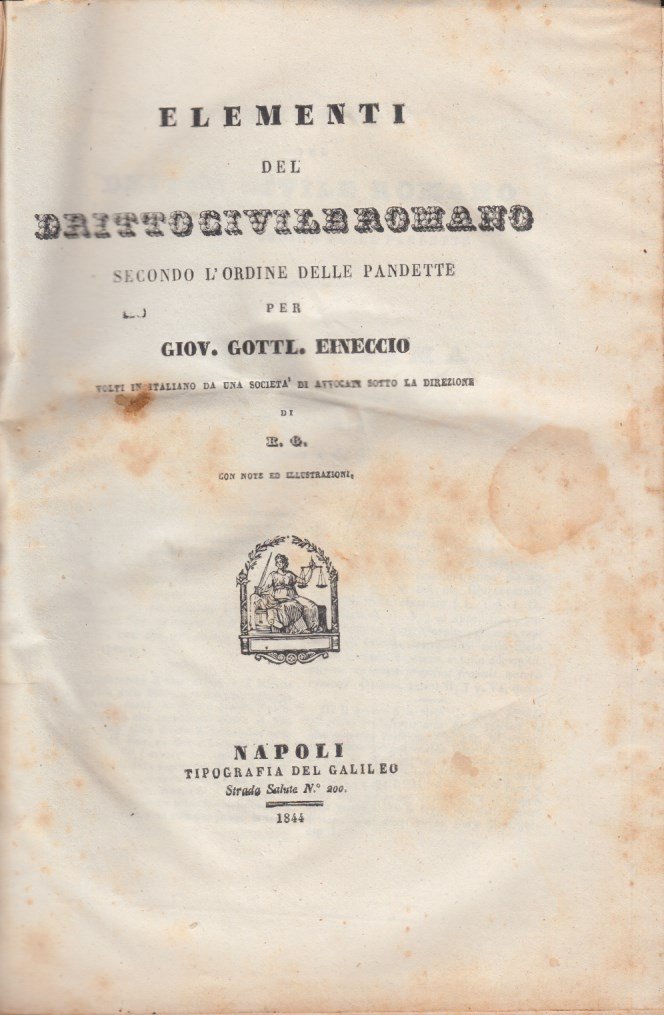 ELEMENTI
DEL
DRITTO CIVILE ROMANO
SECONDO L'ORDINE DELLE PANDETTE
PER
GIOV. GOTTL. EINECCIO
VOLTI IN ITALIANO DA UNA SOCIETA' DI AVVOCATI SOTTO LA DIREZIONE
DI
R. G.
CON NOTE ED ILLUSTRAZIONI.
NAPOLI
TIPOGRAFIA DEL GALILEO
Strada Salute N.° 200.
1844